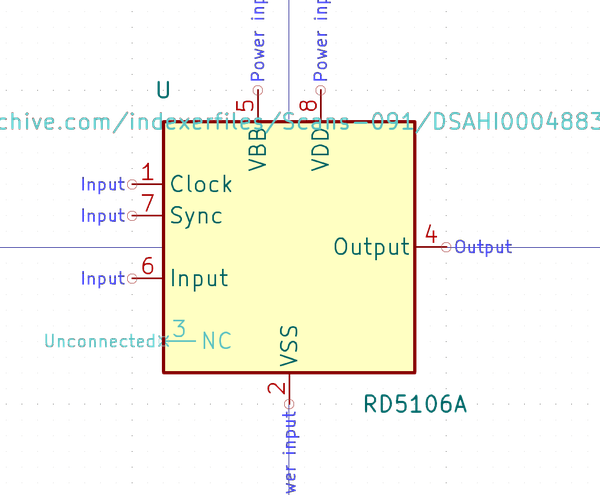 Power inp
Power inp
U
5
8
chive.com/indexerfiles/Scans-091/DSAHI0004883
VBB
VDD
Input
1
Clock
Input
7
Sync
Output
4
Output
Input
6
Input
Unconnected
3
NC
VSS
2
RD5106A
wer input